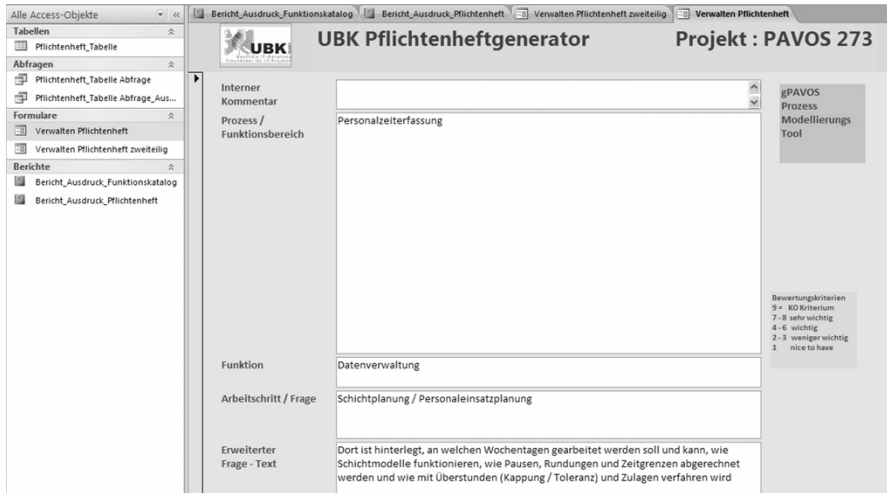 Alle Access-Objekte
Tabellen
Pflichtenheft_Tabelle
Abfragen
Pflichtenheft_Tabelle Abfrage
Pflichtenheft_Tabelle Abfrage_Aus...
Formulare
Verwalten Pflichtenheft
Verwalten Pflichtenheft zweiteilig
Berichte
Bericht_Ausdruck_Funktionskatalog
Bericht_Ausdruck_Pflichtenheft
Bericht_Ausdruck_Funktionskatalog Bericht_Ausdruck_Pflichtenheft Verwalten Pflichtenheft zweiteilig Verwalten Pflichtenheft
UBK
UBK Pflichtenheftgenerator Projekt : PAVOS 273
Interner
Kommentar
Prozess /
Funktionsbereich
Personalzeiterfassung
gPAVOS
Prozess
Modellierungs
Tool
Bewertungskriterien
9 = KO Kriterium
7 - 8 sehr wichtig
4 - 6 wichtig
2 - 3 weniger wichtig
1 nice to have
Funktion
Datenverwaltung
Arbeitschritt / Frage
Schichtplanung / Personaleinsatzplanung
Erweiterter
Frage - Text
Dort ist hinterlegt, an welchen Wochentagen gearbeitet werden soll und kann, wie
Schichtmodelle funktionieren, wie Pausen, Rundungen und Zeitgrenzen abgerechnet
werden und wie mit Überstunden (Kappung / Toleranz) und Zulagen verfahren wird